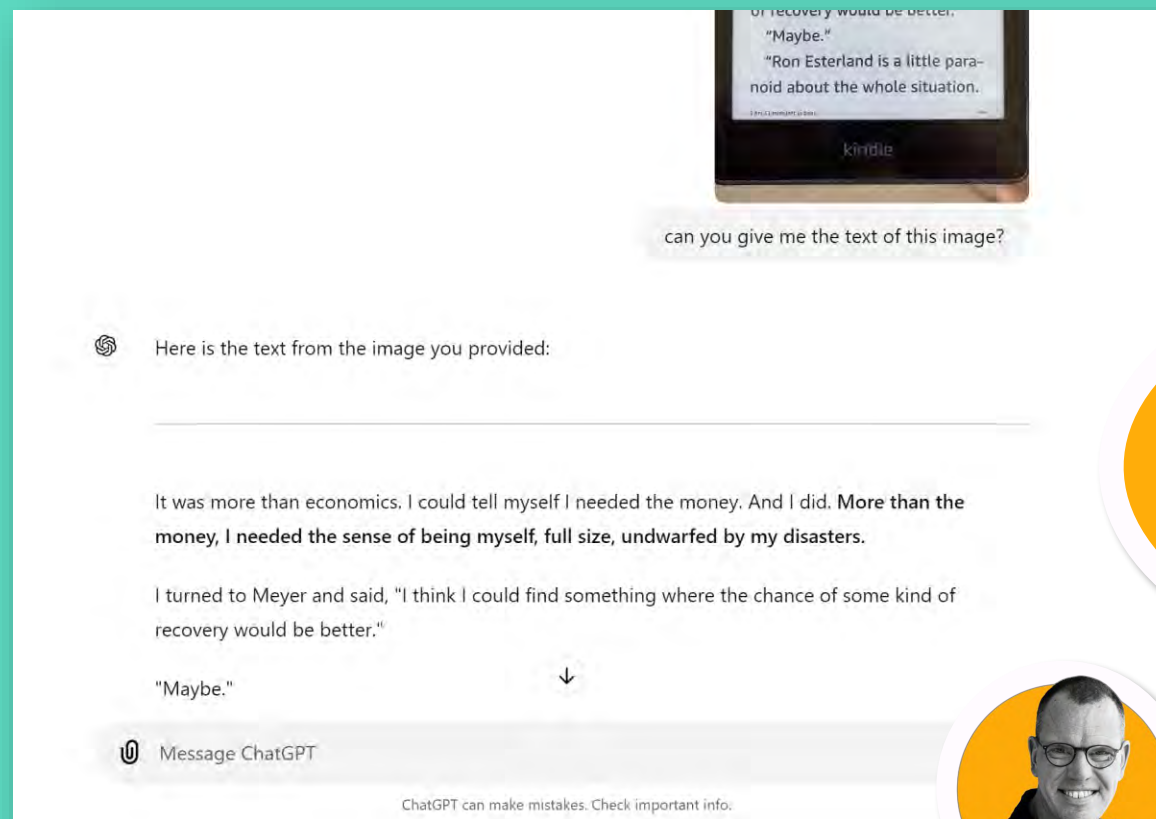 of recovery would be better.
"Maybe."
"Ron Esterland is a little para-
noid about the whole situation.
kindle
can you give me the text of this image?
Here is the text from the image you provided:
It was more than economics. I could tell myself I needed the money. And I did. More than the
money, I needed the sense of being myself, full size, undwarfed by my disasters.
I turned to Meyer and said, "I think I could find something where the chance of some kind of
recovery would be better."
"Maybe."
Message ChatGPT
ChatGPT can make mistakes. Check important info.